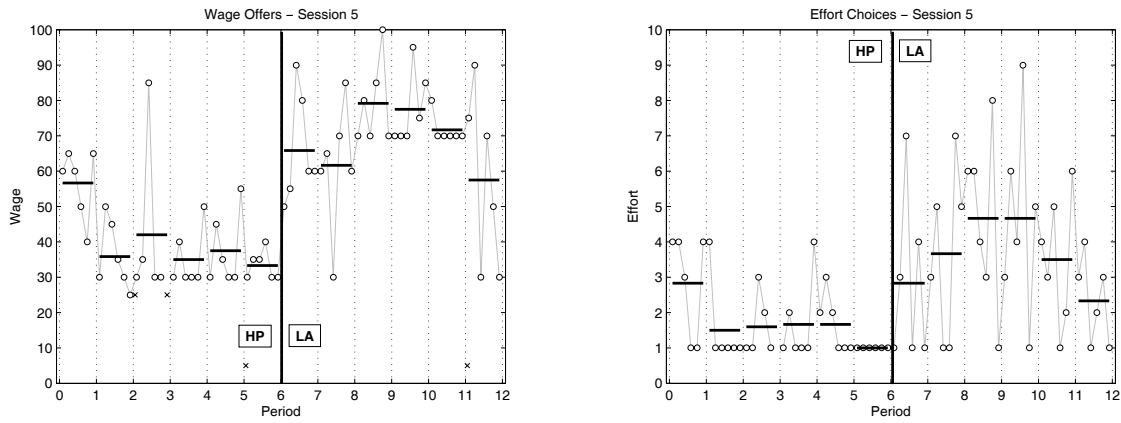 Wage Offers – Session 5
100
90
80
70
60
50
40
30
20
10
0
Wage
HP
LA
0 1 2 3 4 5 6 7 8 9 10 11 12
Period
Effort Choices – Session 5
10
9
8
7
6
5
4
3
2
1
0
Effort
HP
LA
0 1 2 3 4 5 6 7 8 9 10 11 12
Period